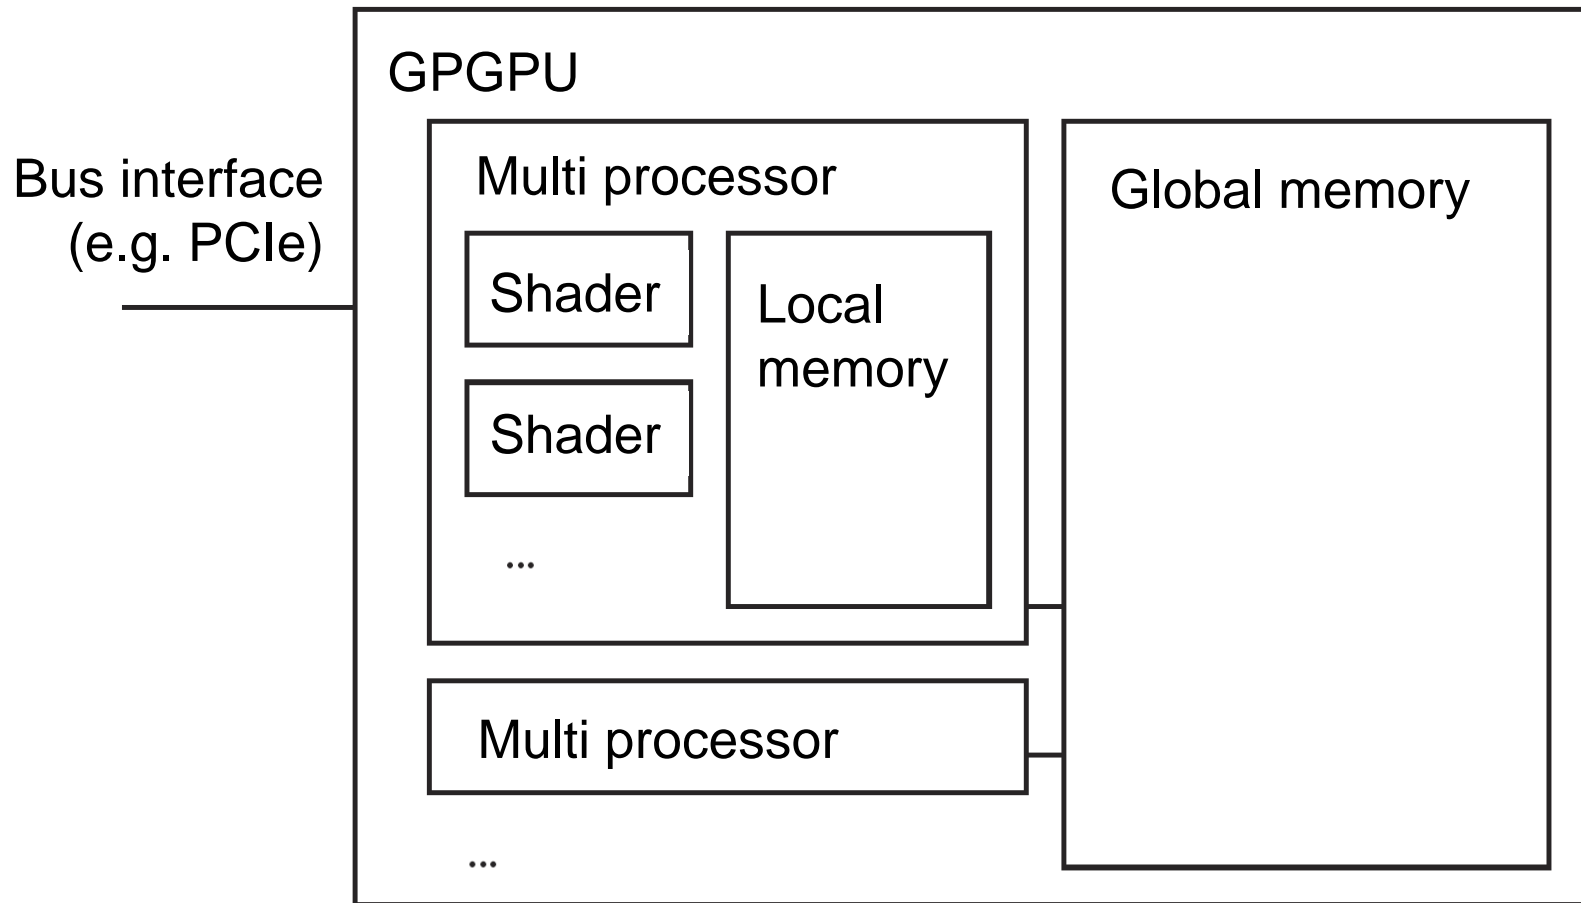 GPGPU
Bus interface
(e.g. PCIe)
Multi processor
Shader
Shader
...
Local
memory
Global memory
Multi processor
...